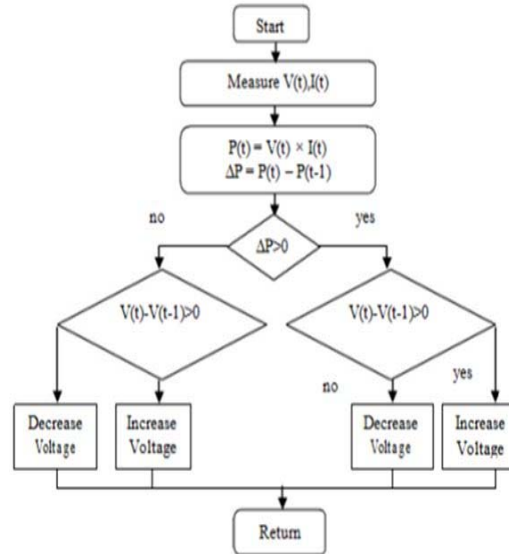 Start
Measure V(t),I(t)
P(t) = V(t) × I(t)
ΔP = P(t) – P(t-1)
no
yes
ΔP>0
V(t)-V(t-1)>0
V(t)-V(t-1)>0
no
yes
Decrease
Voltage
Increase
Voltage
Decrease
Voltage
Increase
Voltage
Return